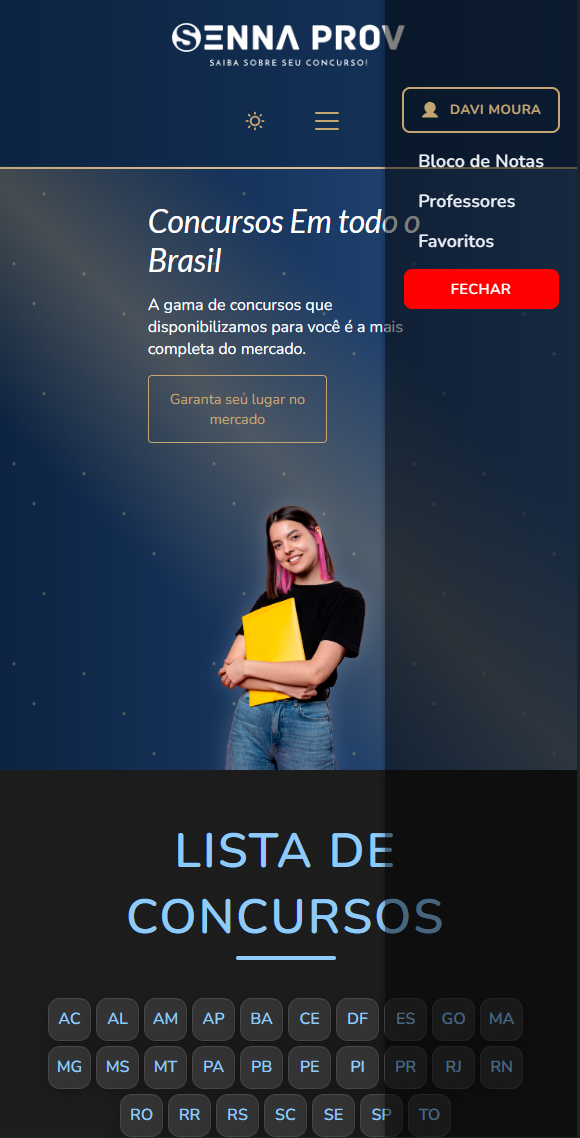 SENNA PROV
SAIBA SOBRE SEU CONCURSO!
DAVI MOURA
Bloco de Notas
Professores
Favoritos
FECHAR
Concursos Em todo o
Brasil
A gama de concursos que
disponibilizamos para você é a mais
completa do mercado.
Garanta seu lugar no
mercado
LISTA DE
CONCURSOS
AC AL AM AP BA CE DF ES GO MA
MG MS MT PA PB PE PI PR RJ RN
RO RR RS SC SE SP TO